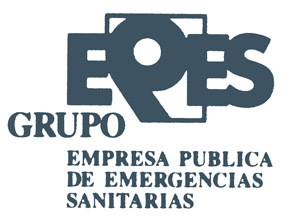 EPES
GRUPO
EMPRESA PUBLICA
DE EMERGENCIAS
SANITARIAS